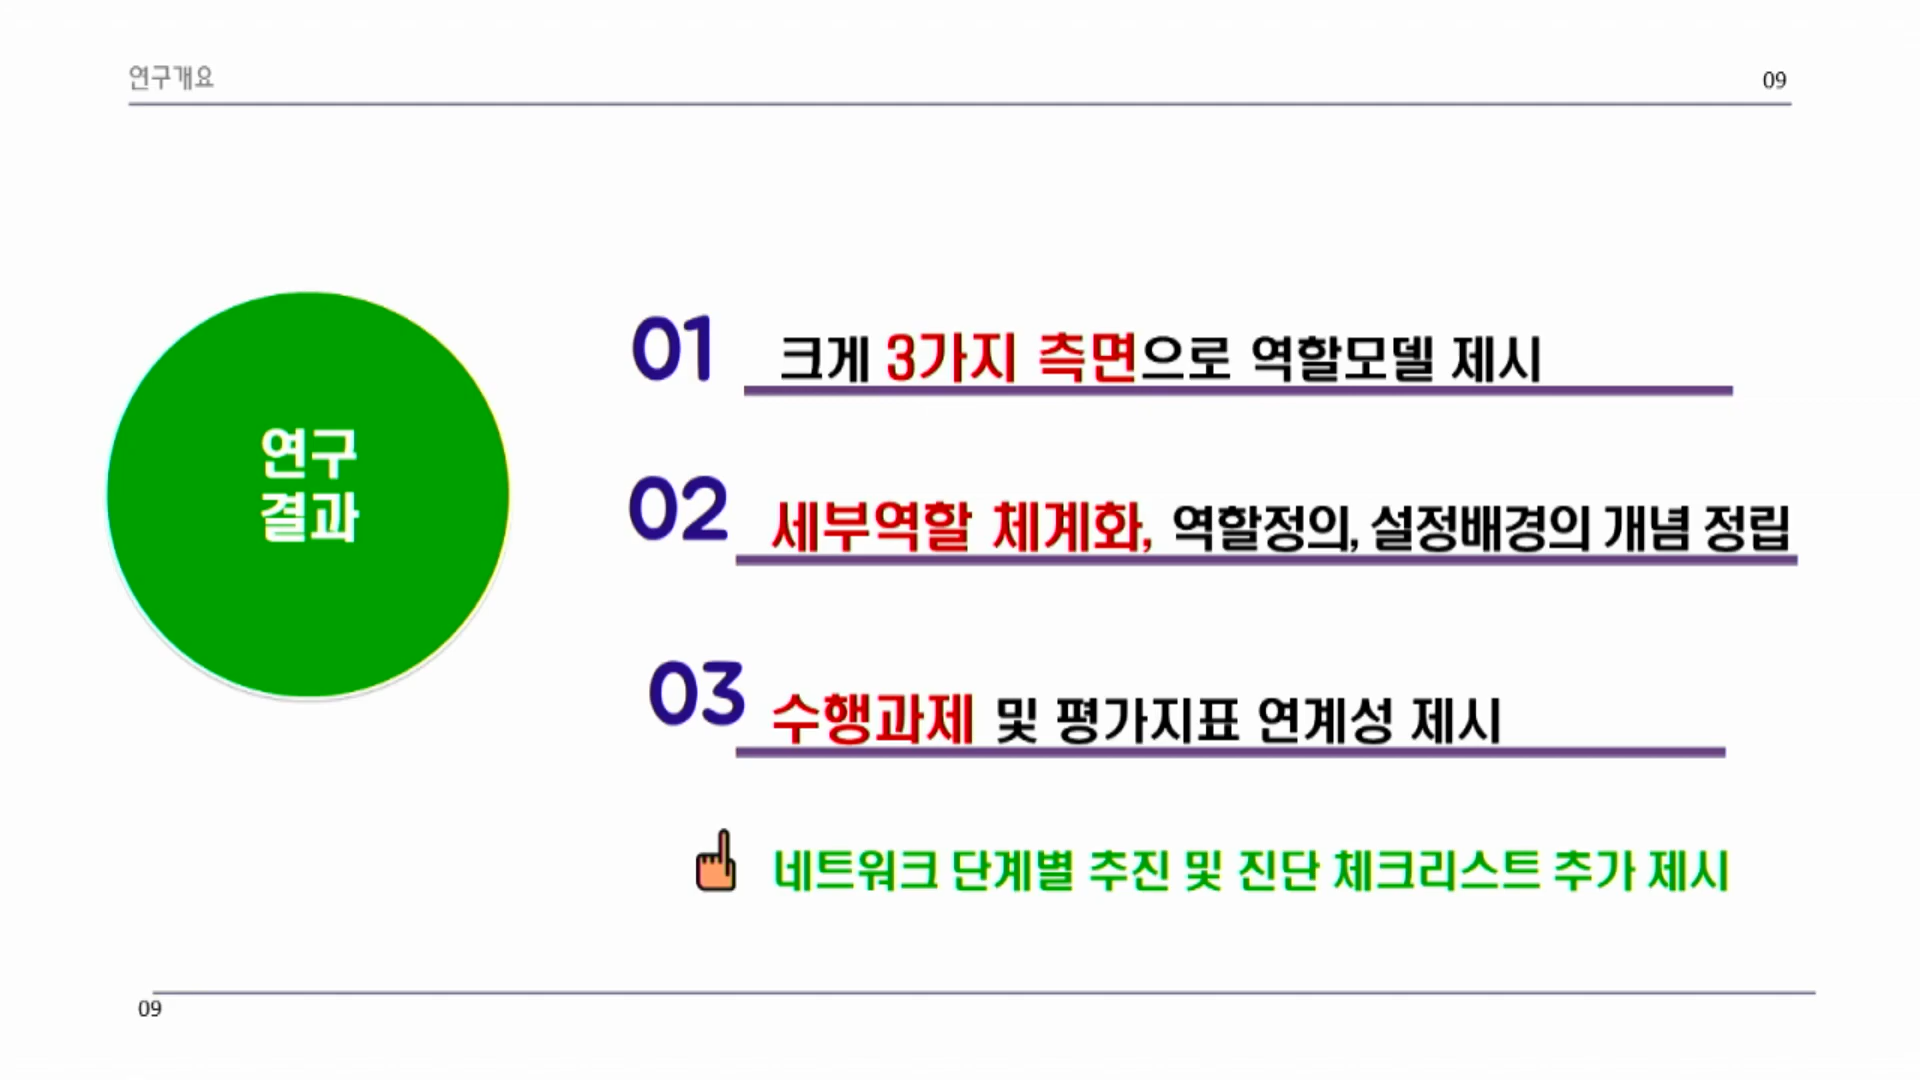 연구개요
09
연구
결과
01 크게 3가지 측면으로 역할모델 제시
02 세부역할 체계화, 역할정의, 설정배경의 개념 정립
03 수행과제 및 평가지표 연계성 제시
네트워크 단계별 추진 및 진단 체크리스트 추가 제시
09